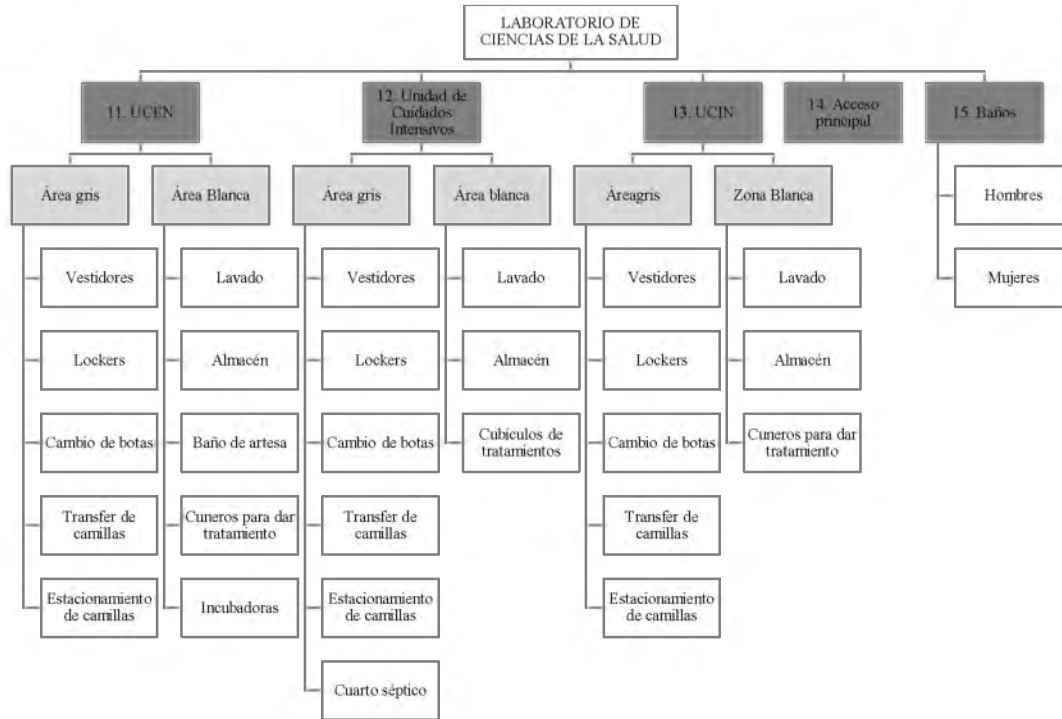 LABORATORIO DE
CIENCIAS DE LA SALUD
11. UCEN
12. Unidad de
Cuidados
Intensivos
13. UCIN
14. Acceso
principal
15. Baños
Área gris
Área Blanca
Área gris
Área blanca
Áreagris
Zona Blanca
Hombres
Mujeres
Vestidores
Lockers
Cambio de botas
Transfer de
camillas
Estacionamiento
de camillas
Lavado
Almacén
Baño de artesa
Cuneros para dar
tratamiento
Incubadoras
Vestidores
Lockers
Cambio de botas
Transfer de
camillas
Estacionamiento
de camillas
Cuarto séptico
Lavado
Almacén
Cubículos de
tratamientos
Vestidores
Lockers
Cambio de botas
Transfer de
camillas
Estacionamiento
de camillas
Lavado
Almacén
Cuneros para dar
tratamiento